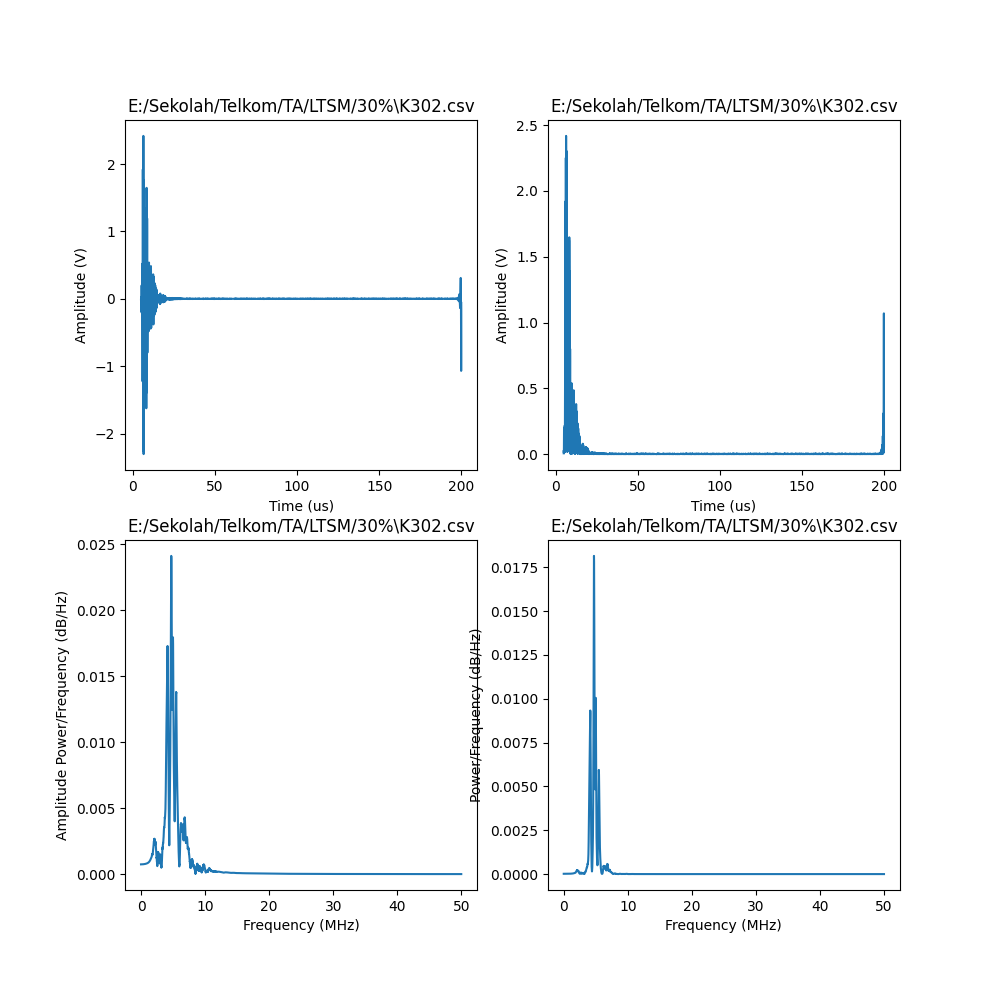 E:/Sekolah/Telkom/TA/LTSM/30%\K302.csv
Amplitude (V)
2
1
0
−1
−2
0 50 100 150 200
Time (us)
E:/Sekolah/Telkom/TA/LTSM/30%\K302.csv
Amplitude (V)
2.5
2.0
1.5
1.0
0.5
0.0
0 50 100 150 200
Time (us)
E:/Sekolah/Telkom/TA/LTSM/30%\K302.csv
Amplitude Power/Frequency (dB/Hz)
0.025
0.020
0.015
0.010
0.005
0.000
0 10 20 30 40 50
Frequency (MHz)
E:/Sekolah/Telkom/TA/LTSM/30%\K302.csv
Power/Frequency (dB/Hz)
0.0175
0.0150
0.0125
0.0100
0.0075
0.0050
0.0025
0.0000
0 10 20 30 40 50
Frequency (MHz)